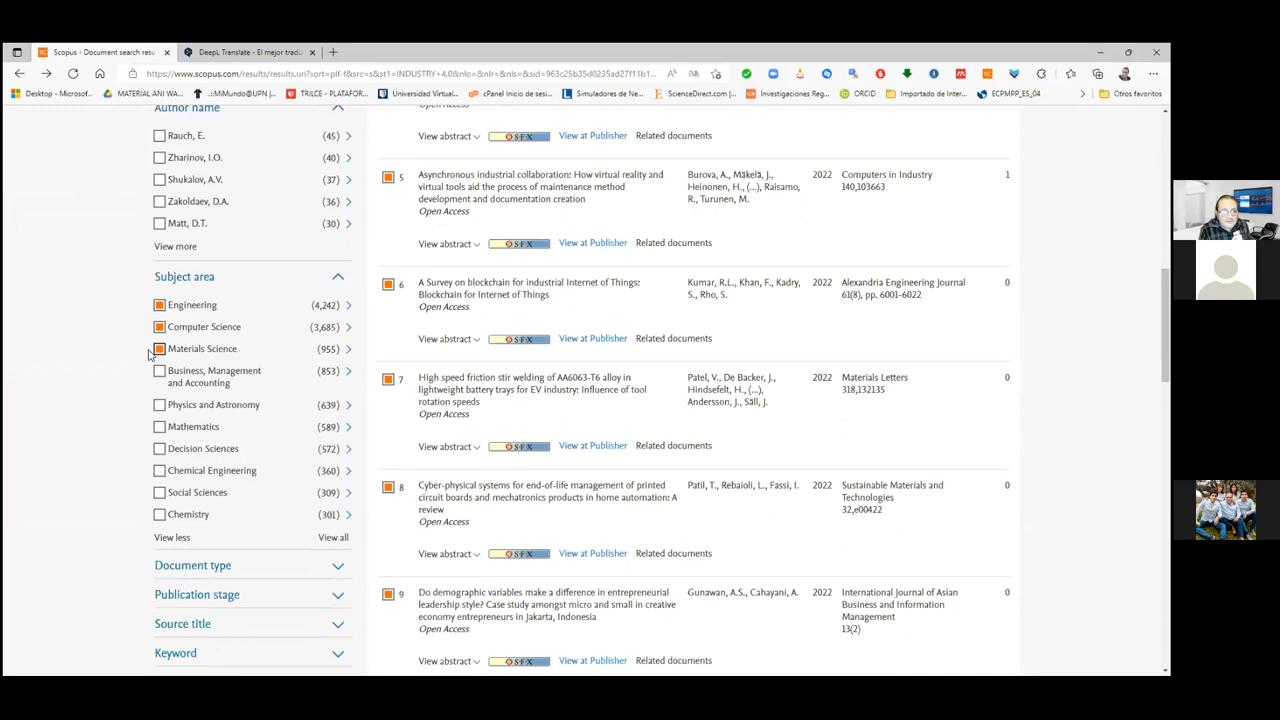 Scopus - Document search resu
DeepL Translate - El mejor tradu
https://www.scopus.com/results/results.uri?sort=plf-f&src=s&st1=INDUSTRY+4.0&nlo=&nlr=&nls=&sid=963c25b35d0235ad27f11b1...
Desktop - Microsof...
MATERIAL ANI WA...
..:MiMundo@UPN |...
TRILCE - PLATAFOR...
Universidad Virtual...
cPanel Inicio de sesi...
Simuladores de Ne...
ScienceDirect.com |...
Investigaciones Reg...
ORCID
Importado de Inter...
ECPMPP_ES_04
Otros favoritos
Author name
Rauch, E. (45)
Zharinov, I.O. (40)
Shukalov, A.V. (37)
Zakoldaev, D.A. (36)
Matt, D.T. (30)
View more
Subject area
Engineering (4,242)
Computer Science (3,685)
Materials Science (955)
Business, Management (853)
and Accounting
Physics and Astronomy (639)
Mathematics (589)
Decision Sciences (572)
Chemical Engineering (360)
Social Sciences (309)
Chemistry (301)
View less View all
Document type
Publication stage
Source title
Keyword
Open Access
View abstract S·F·X View at Publisher Related documents
5 Asynchronous industrial collaboration: How virtual reality and Burova, A., Mäkelä, J., 2022 Computers in Industry 1
virtual tools aid the process of maintenance method Heinonen, H., (...), Raisamo, 140,103663
development and documentation creation R., Turunen, M.
Open Access
View abstract S·F·X View at Publisher Related documents
6 A Survey on blockchain for industrial Internet of Things: Kumar, R.L., Khan, F., Kadry, 2022 Alexandria Engineering Journal 0
Blockchain for Internet of Things S., Rho, S. 61(8), pp. 6001-6022
Open Access
View abstract S·F·X View at Publisher Related documents
7 High speed friction stir welding of AA6063-T6 alloy in Patel, V., De Backer, J., 2022 Materials Letters 0
lightweight battery trays for EV industry: Influence of tool Hindsefelt, H., (...), 318,132135
rotation speeds Andersson, J., Säll, J.
Open Access
View abstract S·F·X View at Publisher Related documents
8 Cyber-physical systems for end-of-life management of printed Patil, T., Rebaioli, L., Fassi, I. 2022 Sustainable Materials and 0
circuit boards and mechatronics products in home automation: A Technologies
review 32,e00422
Open Access
View abstract S·F·X View at Publisher Related documents
9 Do demographic variables make a difference in entrepreneurial Gunawan, A.S., Cahayani, A. 2022 International Journal of Asian 0
leadership style? Case study amongst micro and small in creative Business and Information
economy entrepreneurs in Jakarta, Indonesia Management
Open Access 13(2)
View abstract S·F·X View at Publisher Related documents